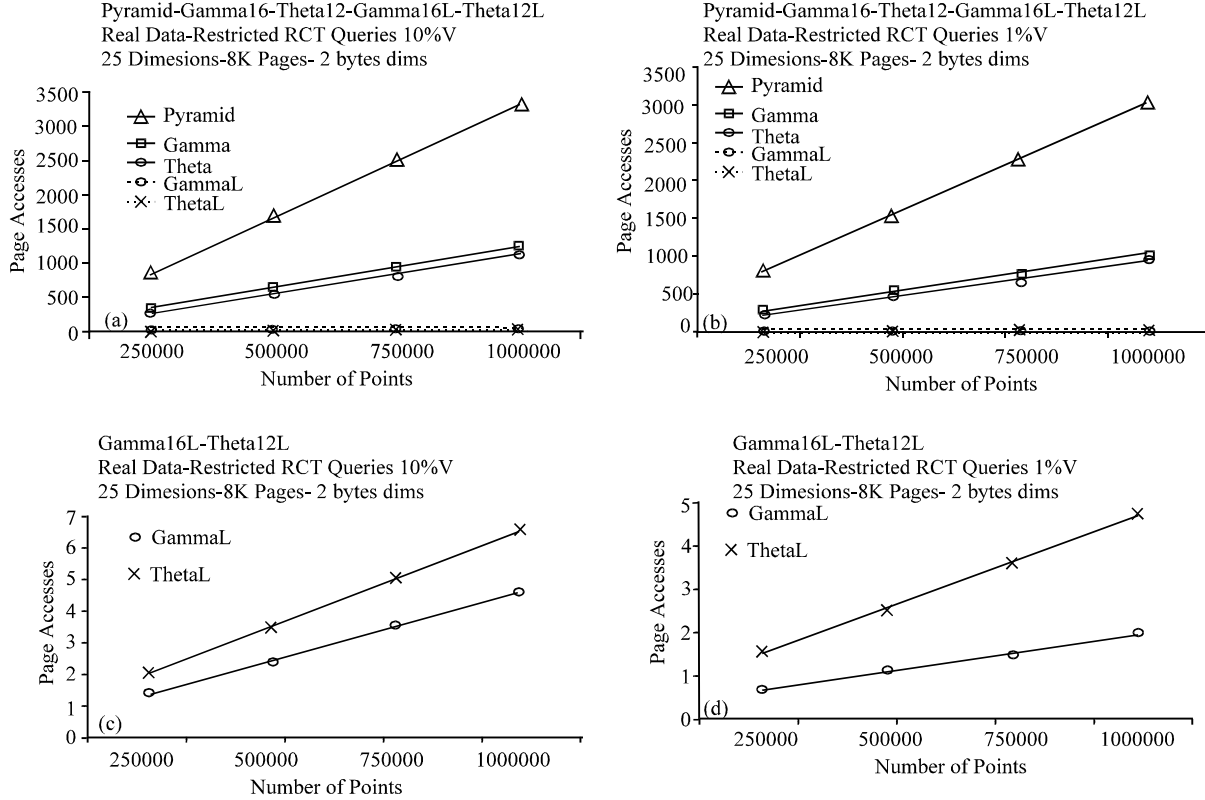 Pyramid-Gamma16-Theta12-Gamma16L-Theta12L
Real Data-Restricted RCT Queries 10%V
25 Dimesions-8K Pages- 2 bytes dims
3500
3000
2500
2000
1500
1000
500
0
Page Accesses
Pyramid
Gamma
Theta
GammaL
ThetaL
(a)
250000 500000 750000 1000000
Number of Points
Pyramid-Gamma16-Theta12-Gamma16L-Theta12L
Real Data-Restricted RCT Queries 1%V
25 Dimesions-8K Pages- 2 bytes dims
3500
3000
2500
2000
1500
1000
500
0
Page Accesses
Pyramid
Gamma
Theta
GammaL
ThetaL
(b)
250000 500000 750000 1000000
Number of Points
Gamma16L-Theta12L
Real Data-Restricted RCT Queries 10%V
25 Dimesions-8K Pages- 2 bytes dims
7
6
5
4
3
2
1
0
Page Accesses
GammaL
ThetaL
(c)
250000 500000 750000 1000000
Number of Points
Gamma16L-Theta12L
Real Data-Restricted RCT Queries 1%V
25 Dimesions-8K Pages- 2 bytes dims
5
4
3
2
1
0
Page Accesses
GammaL
ThetaL
(d)
250000 500000 750000 1000000
Number of Points